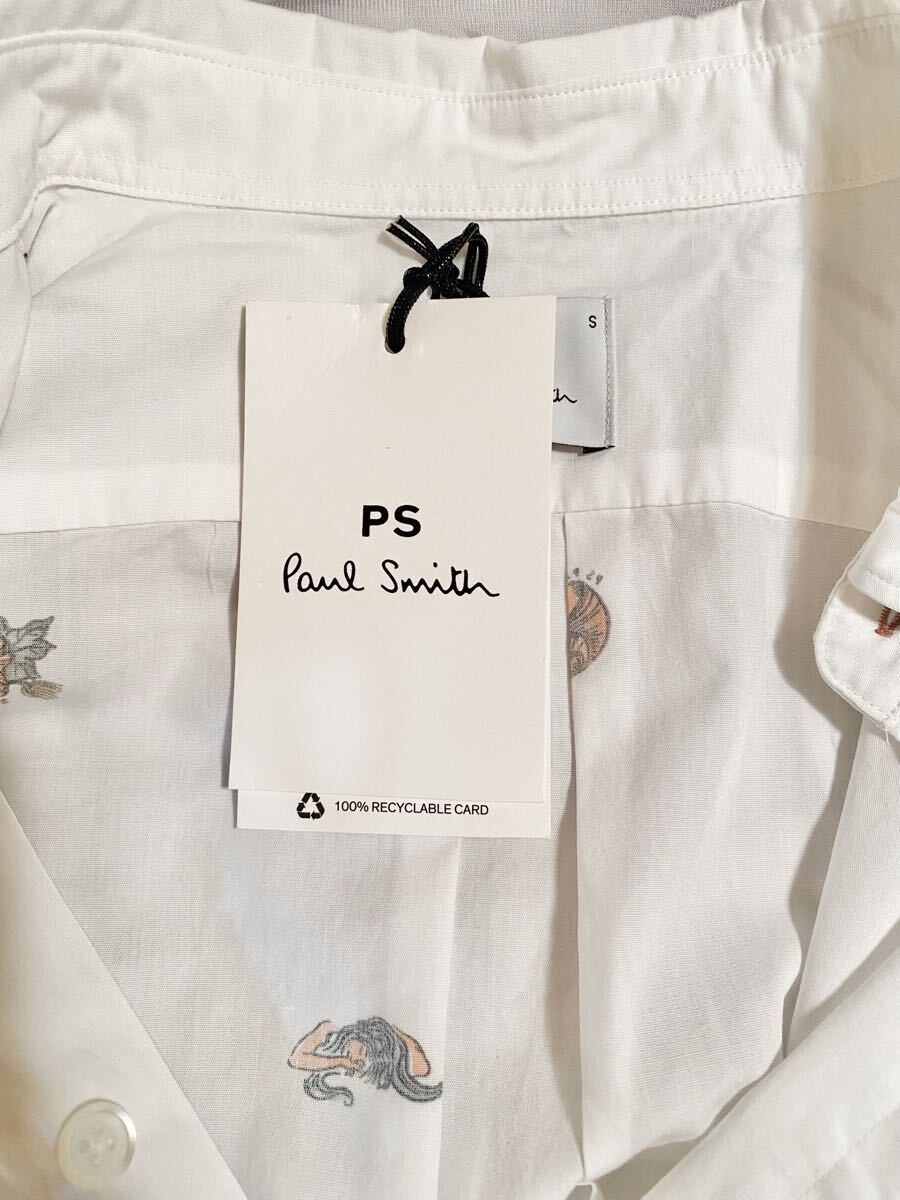 S
PS
Paul Smith
100% RECYCLABLE CARD